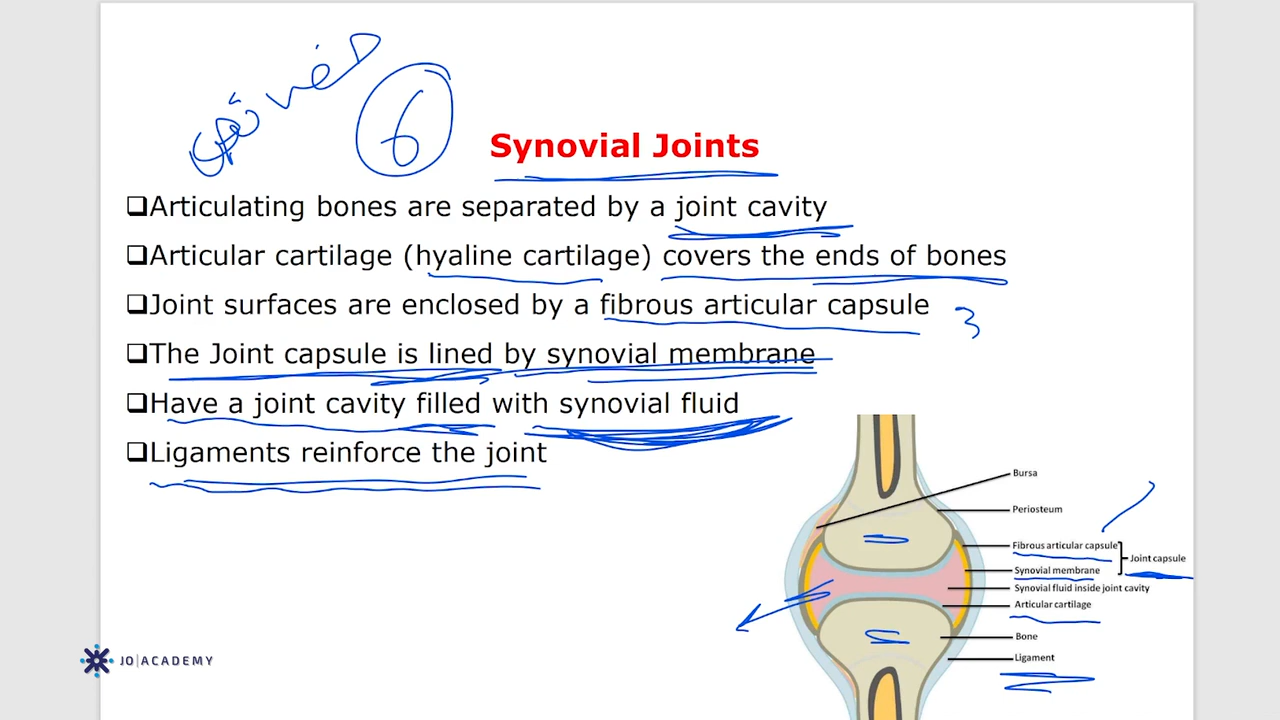 6
Synovial Joints
❑Articulating bones are separated by a joint cavity
❑Articular cartilage (hyaline cartilage) covers the ends of bones
❑Joint surfaces are enclosed by a fibrous articular capsule
3
❑The Joint capsule is lined by synovial membrane
❑Have a joint cavity filled with synovial fluid
❑Ligaments reinforce the joint
Bursa
Periosteum
Fibrous articular capsule
Joint capsule
Synovial membrane
Synovial fluid inside joint cavity
Articular cartilage
Bone
Ligament
JO|ACADEMY